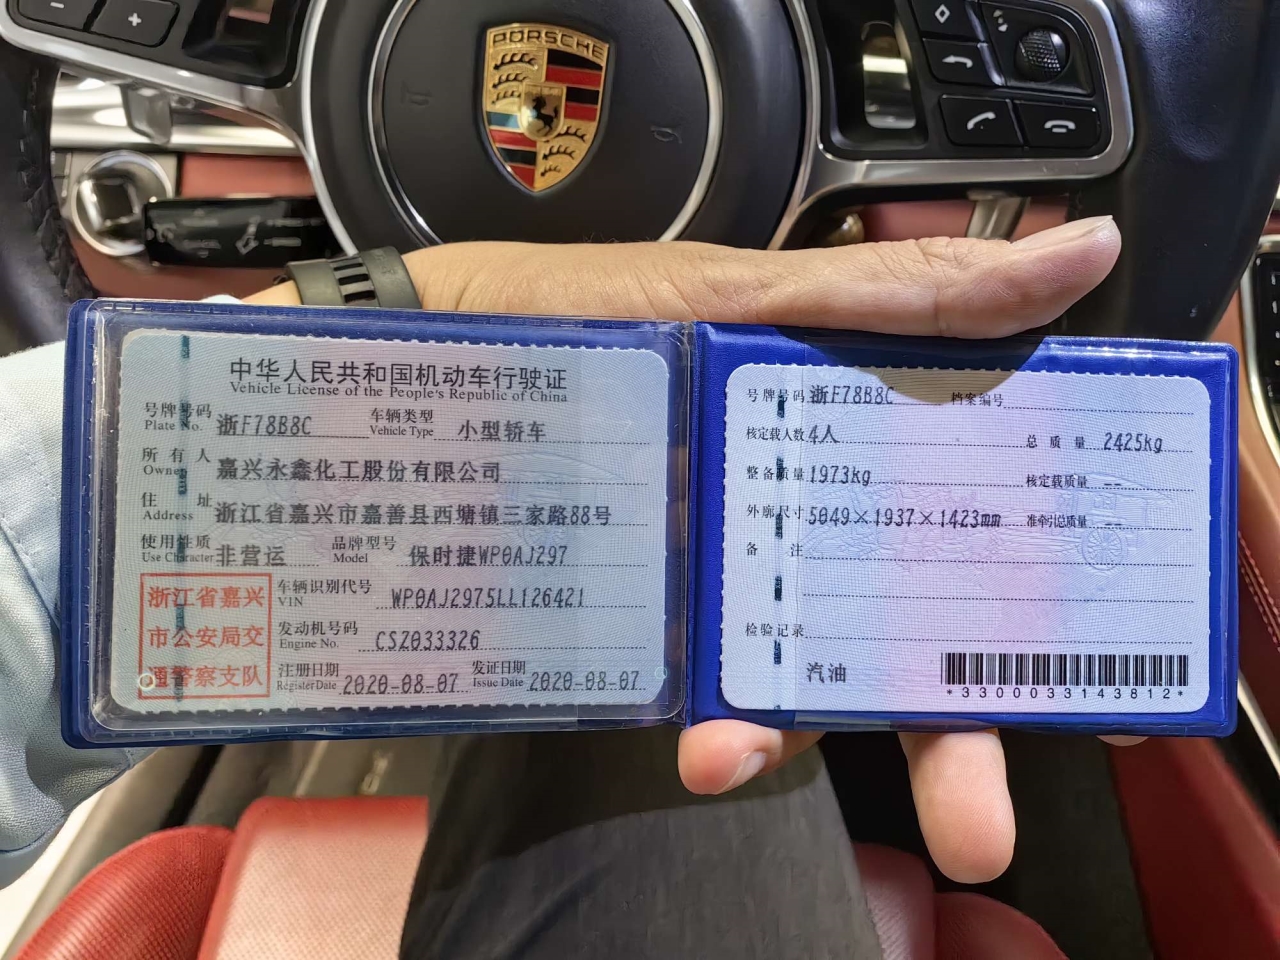 PORSCHE
中华人民共和国机动车行驶证
Vehicle License of the People's Republic of China
号牌号码 浙F78B8C 车辆类型 小型轿车
Plate No. Vehicle Type
所有人 嘉兴永鑫化工股份有限公司
Owner
住址 浙江省嘉兴市嘉善县西塘镇三家路88号
Address
使用性质 非营运 品牌型号 保时捷WP0AJ297
Use Character Model
浙江省嘉兴
市公安局交
通警察支队
车辆识别代号 WP0AJ2975LL126421
VIN
发动机号码 CSZ033326
Engine No.
注册日期 2020-08-07 发证日期 2020-08-07
Register Date Issue Date
号牌号码 浙F78B8C 档案编号
核定载人数 4人 总质量 2425kg
整备质量 1973kg 核定载质量 --
外廓尺寸 5049×1937×1423mm 准牵引总质量 --
备注
检验记录
汽油
*3300033143812*